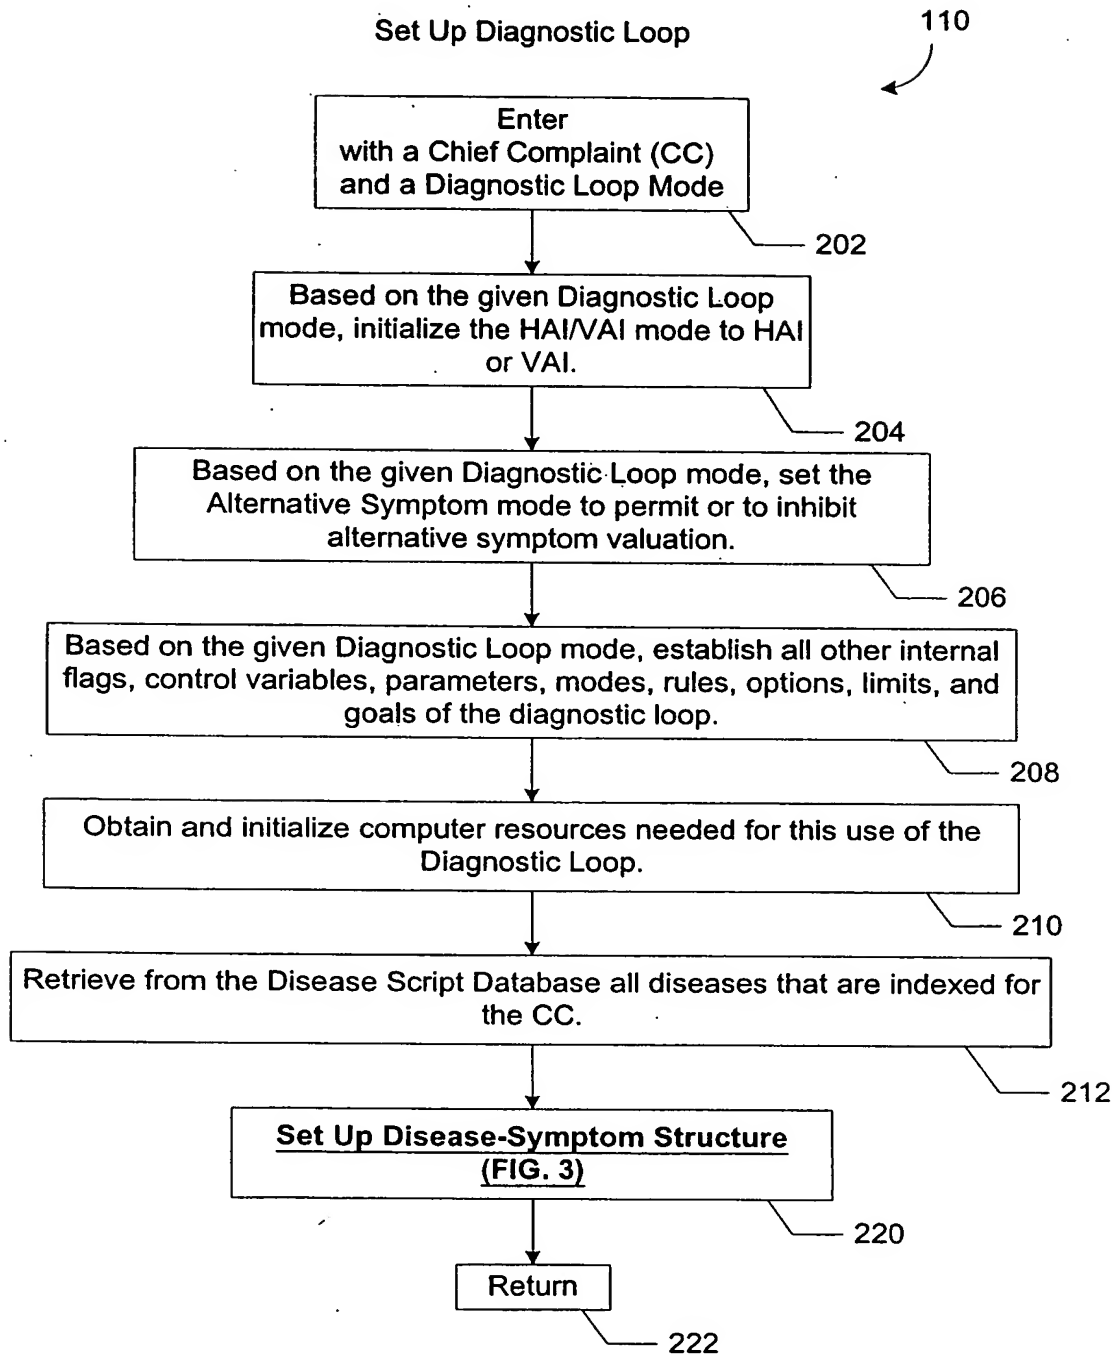 Set Up Diagnostic Loop
110
Enter
with a Chief Complaint (CC)
and a Diagnostic Loop Mode
202
Based on the given Diagnostic Loop
mode, initialize the HAI/VAI mode to HAI
or VAI.
204
Based on the given Diagnostic Loop mode, set the
Alternative Symptom mode to permit or to inhibit
alternative symptom valuation.
206
Based on the given Diagnostic Loop mode, establish all other internal
flags, control variables, parameters, modes, rules, options, limits, and
goals of the diagnostic loop.
208
Obtain and initialize computer resources needed for this use of the
Diagnostic Loop.
210
Retrieve from the Disease Script Database all diseases that are indexed for
the CC.
212
Set Up Disease-Symptom Structure
(FIG. 3)
220
Return
222